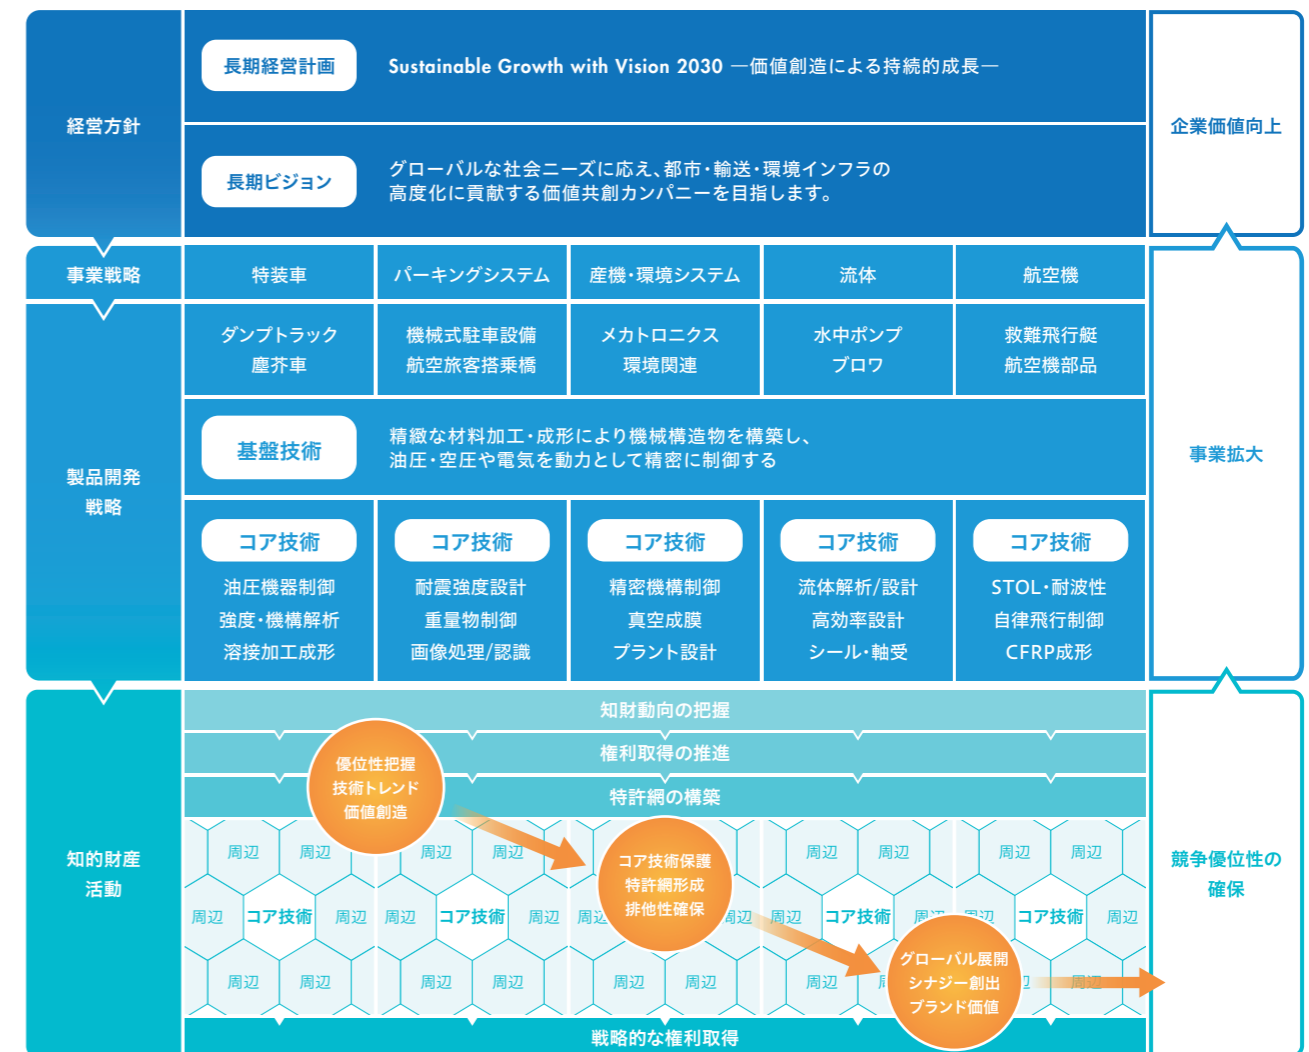 経営方針
長期経営計画
Sustainable Growth with Vision 2030 ―価値創造による持続的成長―
長期ビジョン
グローバルな社会ニーズに応え、都市・輸送・環境インフラの
高度化に貢献する価値共創カンパニーを目指します。
企業価値向上
事業戦略
特装車
パーキングシステム
産機・環境システム
流体
航空機
製品開発
戦略
ダンプトラック
塵芥車
機械式駐車設備
航空旅客搭乗橋
メカトロニクス
環境関連
水中ポンプ
ブロワ
救難飛行艇
航空機部品
基盤技術
精緻な材料加工・成形により機械構造物を構築し、
油圧・空圧や電気を動力として精密に制御する
コア技術
油圧機器制御
強度・機構解析
溶接加工成形
コア技術
耐震強度設計
重量物制御
画像処理/認識
コア技術
精密機構制御
真空成膜
プラント設計
コア技術
流体解析/設計
高効率設計
シール・軸受
コア技術
STOL・耐波性
自律飛行制御
CFRP成形
事業拡大
知的財産
活動
知財動向の把握
権利取得の推進
特許網の構築
優位性把握
技術トレンド
価値創造
周辺 周辺 周辺 周辺 周辺 周辺 周辺 周辺
コア技術保護
特許網形成
排他性確保
周辺 コア技術 周辺 周辺 コア技術 周辺 周辺 周辺 周辺 コア技術 周辺 周辺 コア技術 周辺
グローバル展開
シナジー創出
ブランド価値
周辺 周辺 周辺 周辺 周辺 周辺 周辺 周辺
戦略的な権利取得
競争優位性の
確保